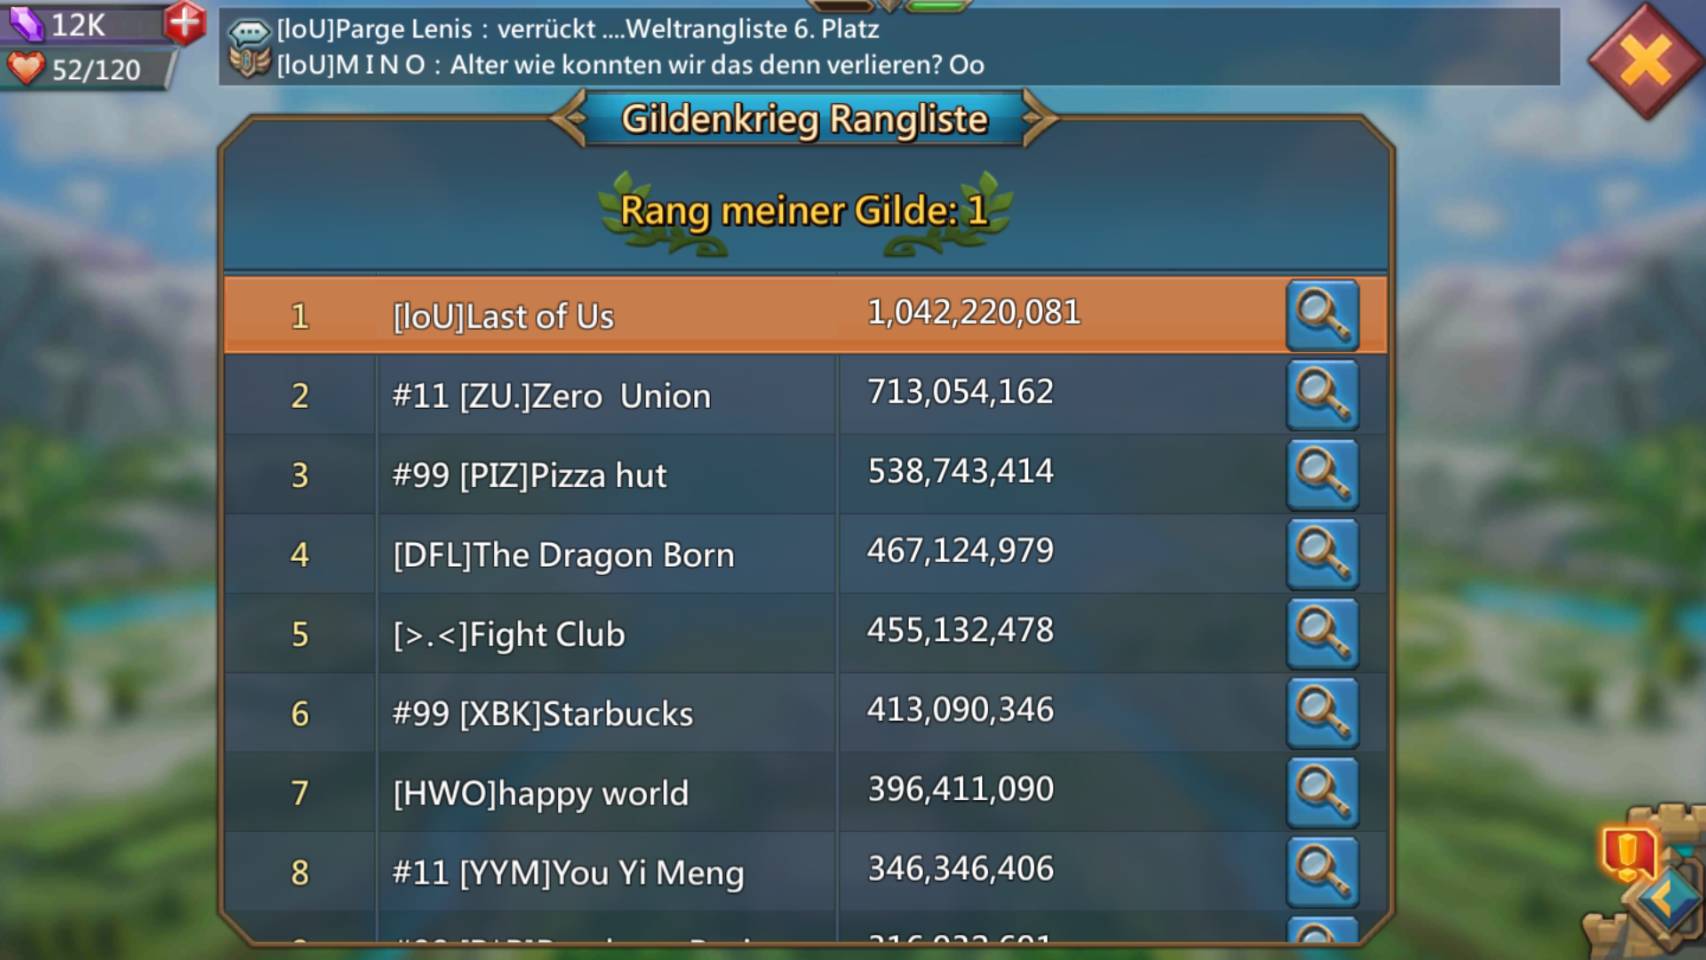 12K
52/120
[loU]Parge Lenis : verrückt ....Weltrangliste 6. Platz
[loU]M I N O : Alter wie konnten wir das denn verlieren? Oo
Gildenkrieg Rangliste
Rang meiner Gilde: 1
1 [loU]Last of Us 1,042,220,081
2 #11 [ZU.]Zero  Union 713,054,162
3 #99 [PIZ]Pizza hut 538,743,414
4 [DFL]The Dragon Born 467,124,979
5 [>.<]Fight Club 455,132,478
6 #99 [XBK]Starbucks 413,090,346
7 [HWO]happy world 396,411,090
8 #11 [YYM]You Yi Meng 346,346,406